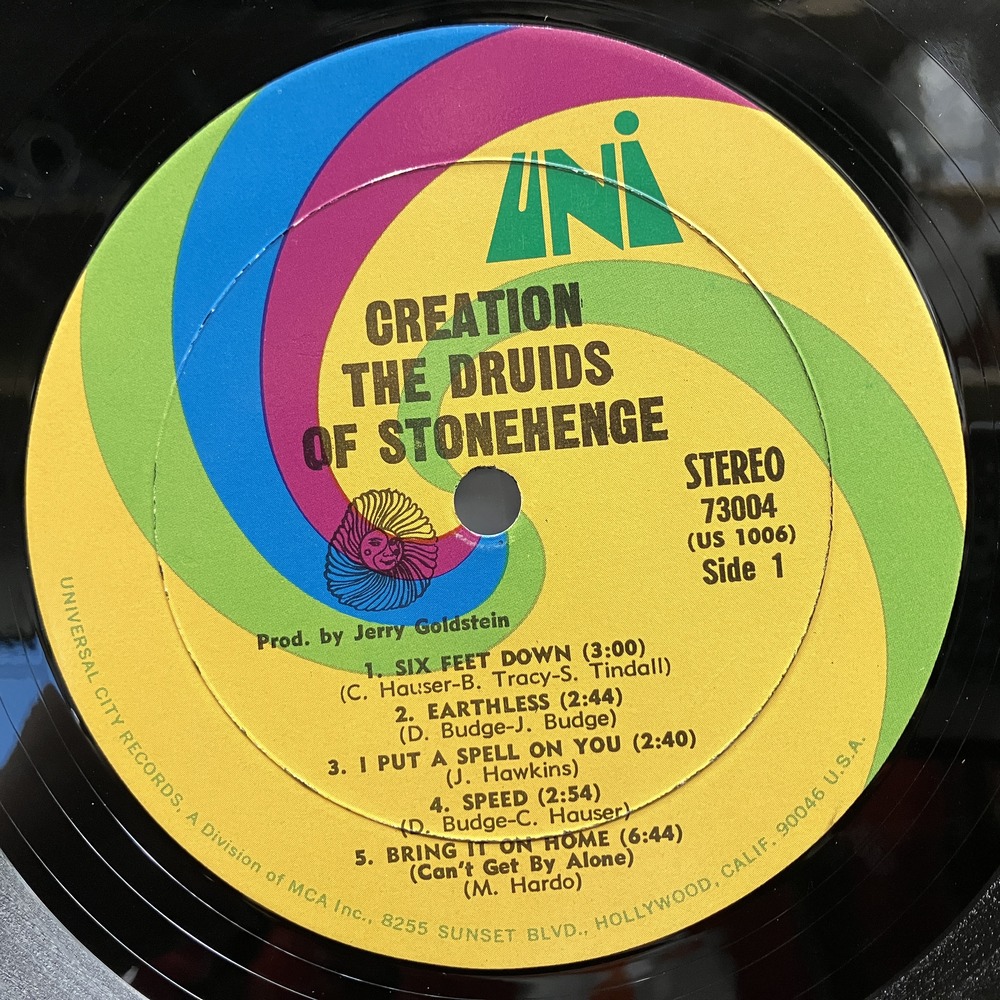 UNI
CREATION
THE DRUIDS
OF STONEHENGE
STEREO
73004
(US 1006)
Side 1
Prod. by Jerry Goldstein
1. SIX FEET DOWN (3:00)
(C. Hauser-B. Tracy-S. Tindall)
2. EARTHLESS (2:44)
(D. Budge-J. Budge)
3. I PUT A SPELL ON YOU (2:40)
(J. Hawkins)
4. SPEED (2:54)
(D. Budge-C. Hauser)
5. BRING IT ON HOME (6:44)
(Can't Get By Alone)
(M. Hardo)
UNIVERSAL CITY RECORDS, A Division of MCA Inc., 8255 SUNSET BLVD., HOLLYWOOD, CALIF. 90046 U.S.A.